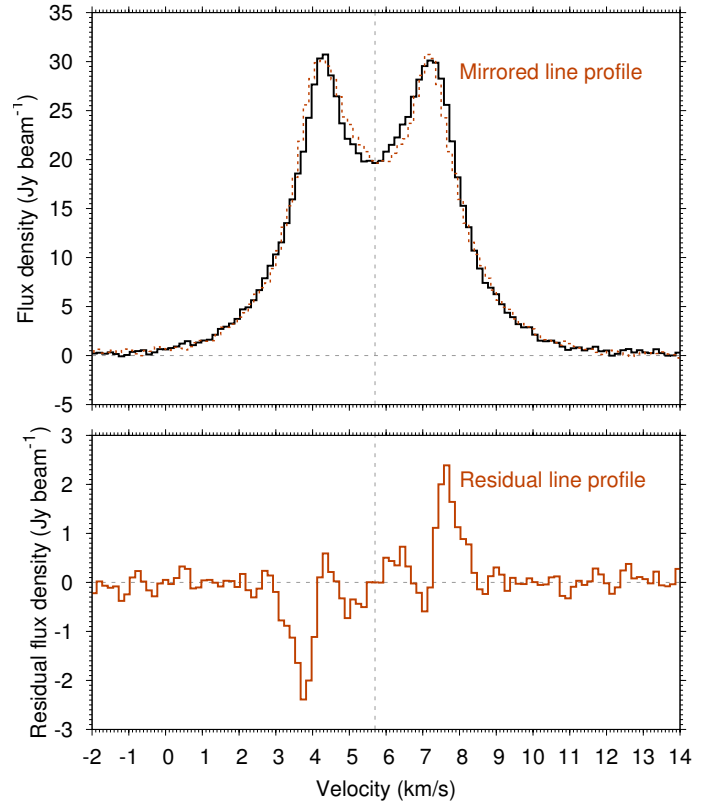 35
30
25
20
15
10
5
0
-5
Flux density (Jy beam-1)
Mirrored line profile
3
2
1
0
-1
-2
-3
Residual flux density (Jy beam-1)
Residual line profile
-2 -1 0 1 2 3 4 5 6 7 8 9 10 11 12 13 14
Velocity (km/s)